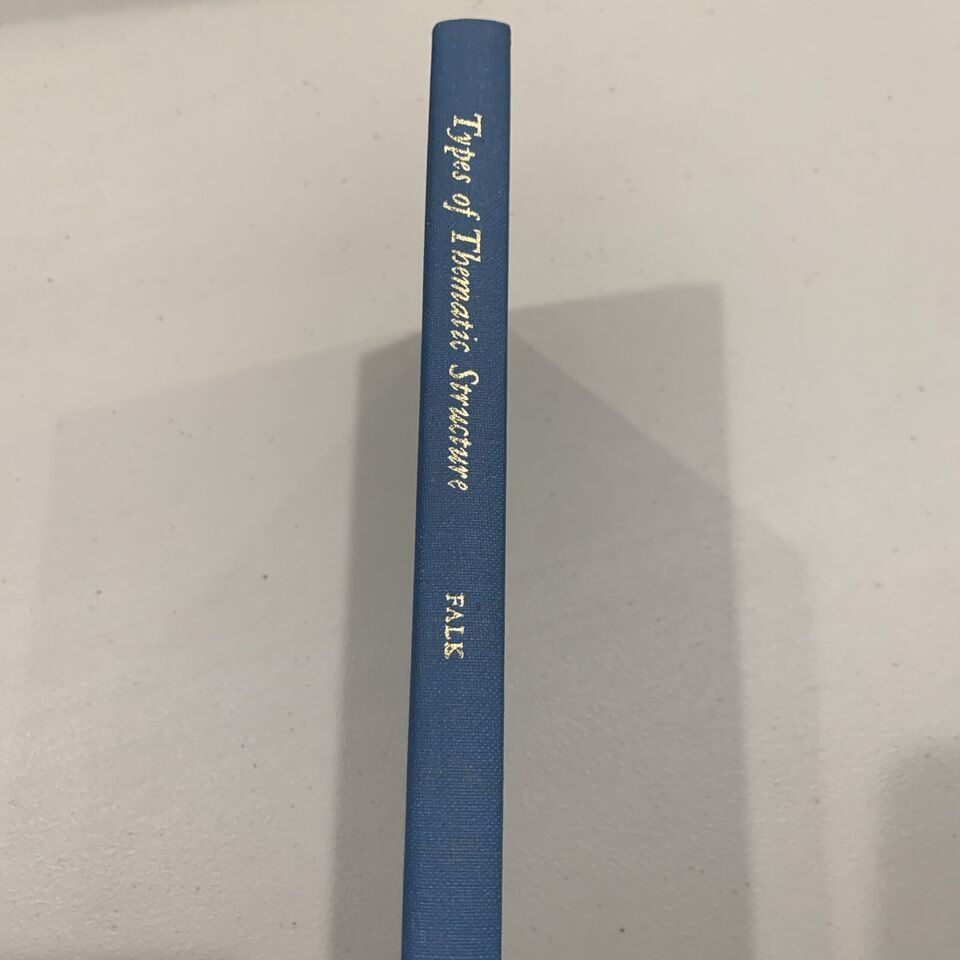 Types of Thematic Structure
FALK